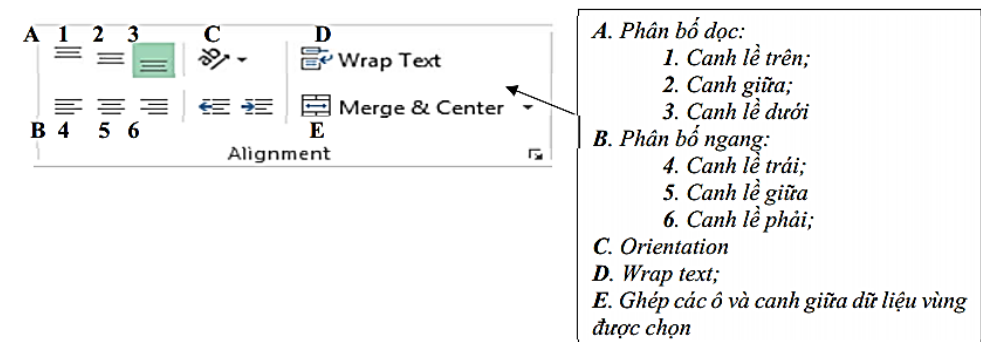 A 1 2 3 C D
Wrap Text
Merge & Center
B 4 5 6 E
Alignment
A. Phân bố dọc:
1. Canh lề trên;
2. Canh giữa;
3. Canh lề dưới
B. Phân bố ngang:
4. Canh lề trái;
5. Canh lề giữa
6. Canh lề phải;
C. Orientation
D. Wrap text;
E. Ghép các ô và canh giữa dữ liệu vùng
được chọn